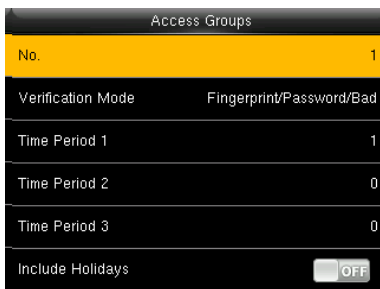 Access Groups
No. 1
Verification Mode Fingerprint/Password/Bad
Time Period 1 1
Time Period 2 0
Time Period 3 0
Include Holidays OFF